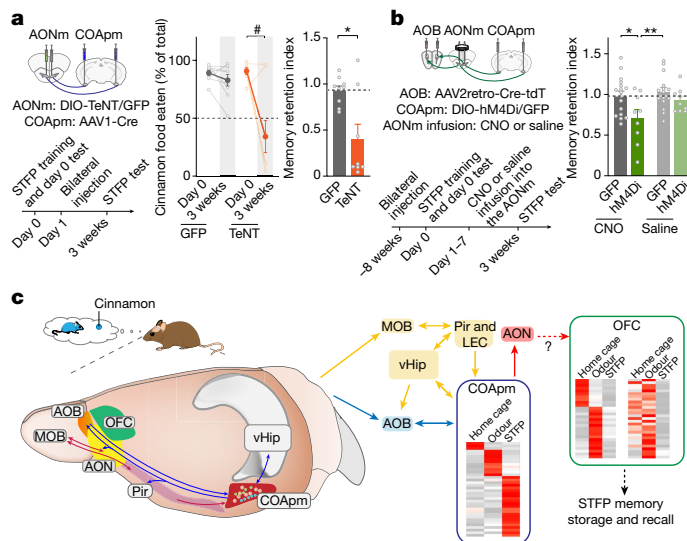 a
AONm COApm
AONm: DIO-TeNT/GFP
COApm: AAV1-Cre
STFP training
and day 0 test
Bilateral
injection
STFP test
Day 0
Day 1
3 weeks
Cinnamon food eaten (% of total)
100
50
0
#
Day 0
3 weeks
Day 0
3 weeks
GFP
TeNT
Memory retention index
1.5
1.0
0.5
0
*
GFP
TeNT
b
AOB AONm COApm
AOB: AAV2retro-Cre-tdT
COApm: DIO-hM4Di/GFP
AONm infusion: CNO or saline
Bilateral
injection
STFP training
and day 0 test
CNO or saline
infusion into
the AONm
STFP test
–8 weeks
Day 0
Day 1–7
3 weeks
Memory retention index
1.5
1.0
0.5
0
* **
GFP
hM4Di
GFP
hM4Di
CNO
Saline
c
Cinnamon
AOB
MOB
OFC
AON
Pir
vHip
COApm
MOB
Pir and
LEC
AON
vHip
AOB
COApm
Home cage
Odour
STFP
?
OFC
Home cage
Odour
STFP
Home cage
Odour
STFP
STFP memory
storage and recall